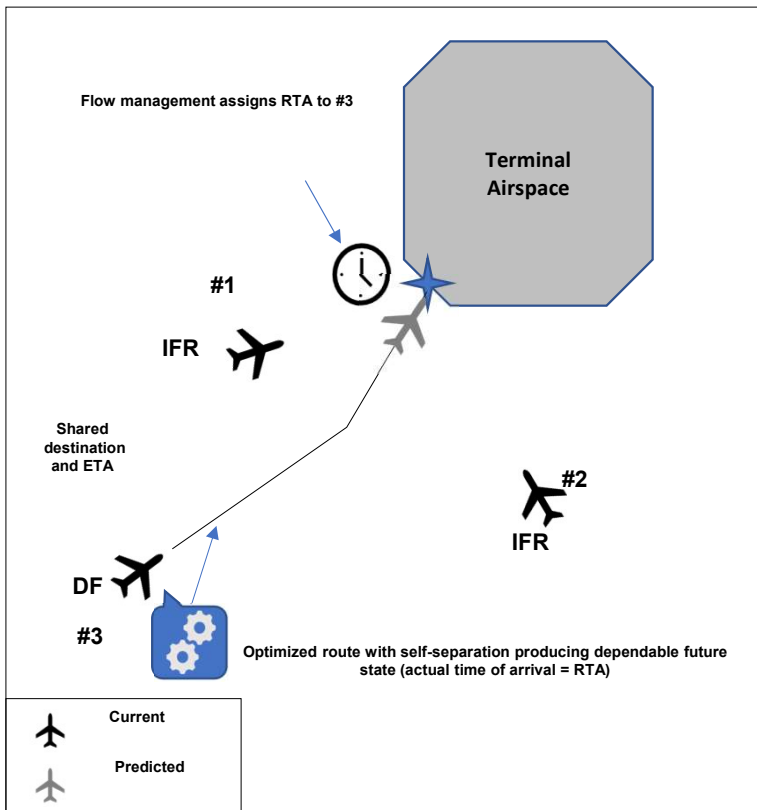 Flow management assigns RTA to #3
Terminal
Airspace
#1
IFR
Shared
destination
and ETA
#2
IFR
DF
#3
Optimized route with self-separation producing dependable future
state (actual time of arrival = RTA)
Current
Predicted